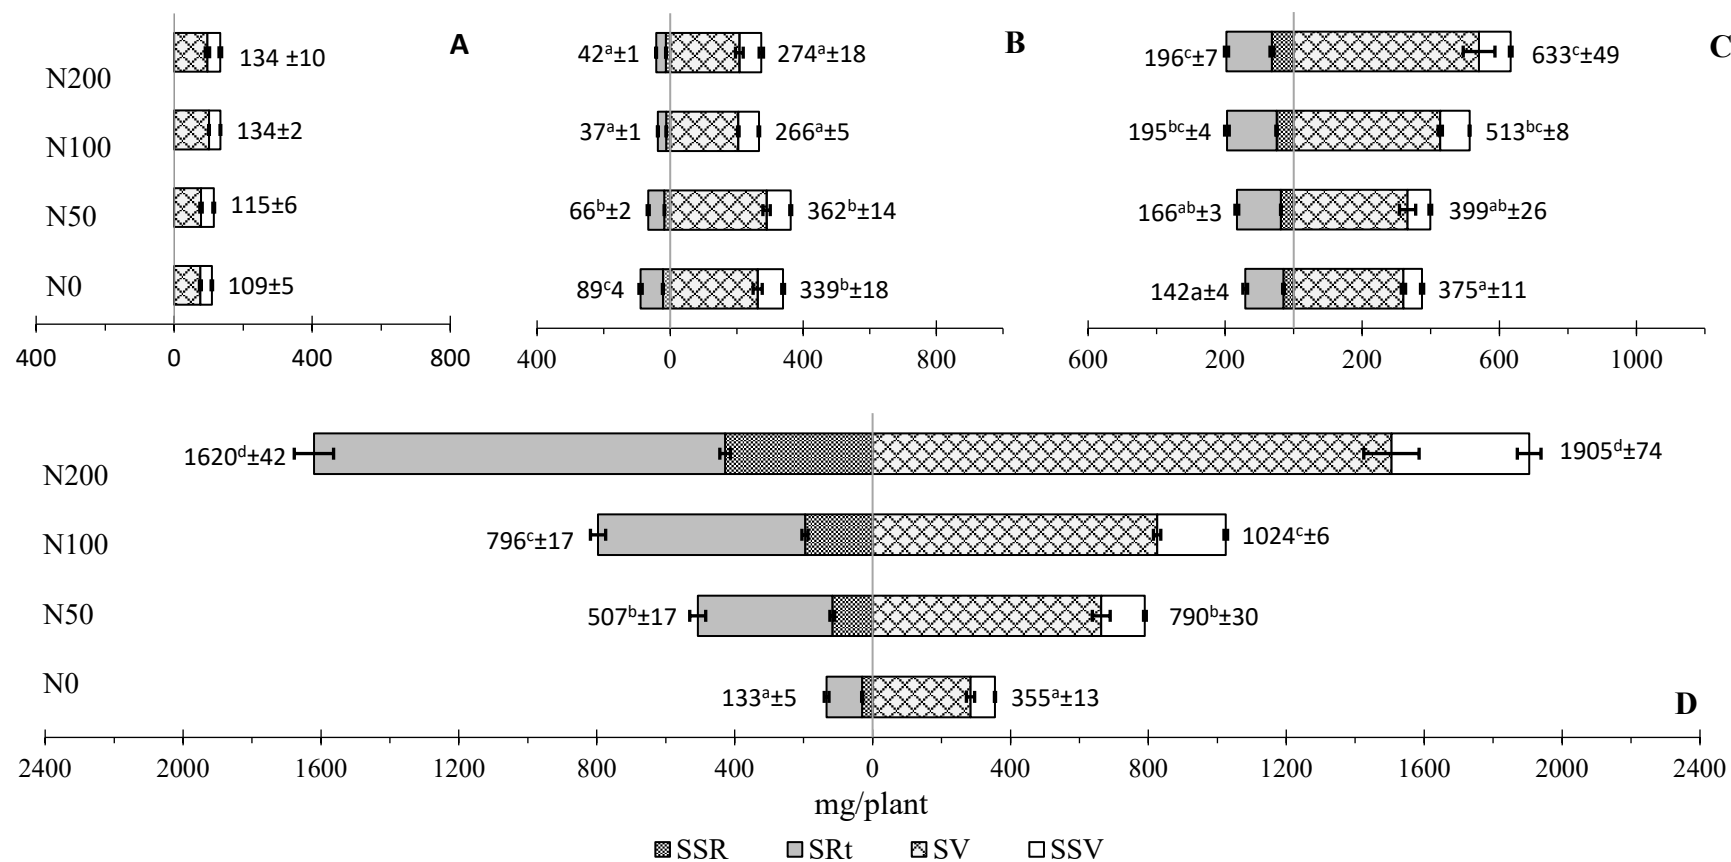 A
N200 134 ±10
N100 134±2
N50 115±6
N0 109±5
400 0 400 800
B
42ᵃ±1 274ᵃ±18
37ᵃ±1 266ᵃ±5
66ᵇ±2 362ᵇ±14
89ᶜ4 339ᵇ±18
400 0 400 800
C
196ᶜ±7 633ᶜ±49
195ᵇᶜ±4 513ᵇᶜ±8
166ᵃᵇ±3 399ᵃᵇ±26
142a±4 375ᵃ±11
600 200 200 600 1000
N200 1620ᵈ±42 1905ᵈ±74
N100 796ᶜ±17 1024ᶜ±6
N50 507ᵇ±17 790ᵇ±30
N0 133ᵃ±5 355ᵃ±13
D
2400 2000 1600 1200 800 400 0 400 800 1200 1600 2000 2400
mg/plant
SSR SRt SV SSV